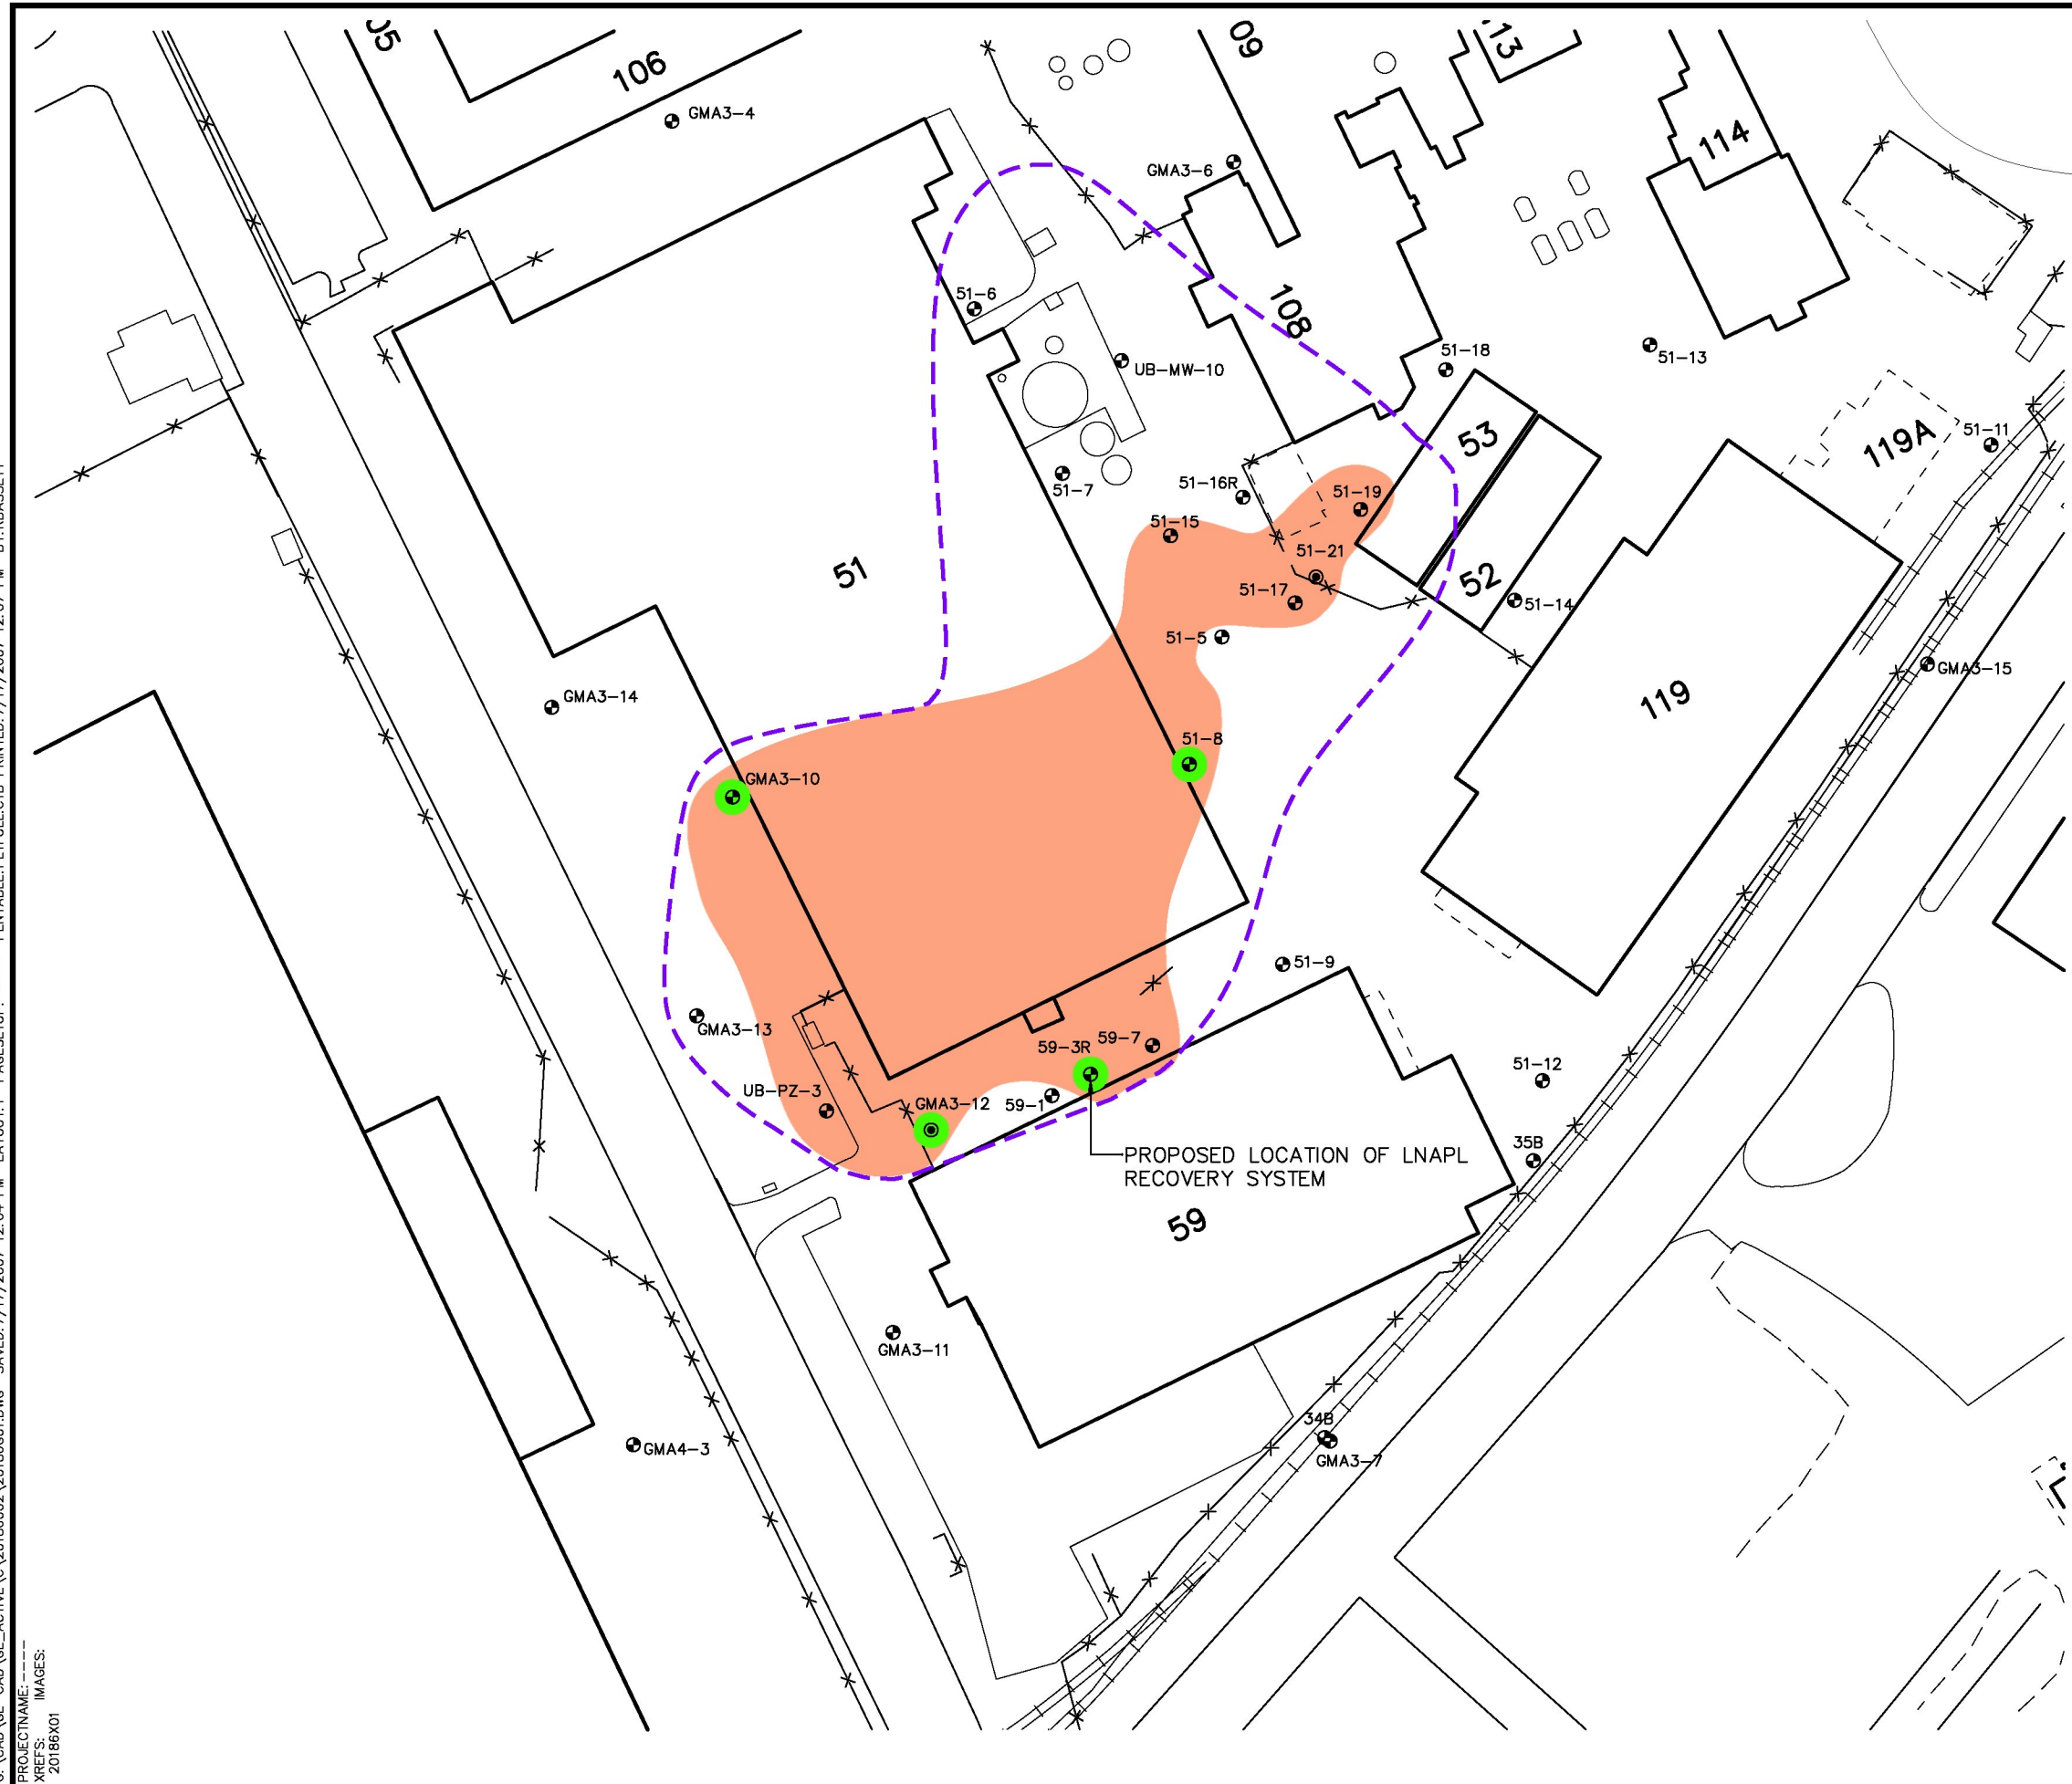 106
GMA3-4
09
13
114
GMA3-6
51-6
108
UB-MW-10
51-18
51-13
53
119A
51-11
51-7
51-16R
51-19
51-15
51-21
51
52
51-17
51-14
51-5
GMA3-15
GMA3-14
119
51-8
GMA3-10
51-9
GMA3-13
59-3R
59-7
51-12
UB-PZ-3
GMA3-12
59-1
35B
PROPOSED LOCATION OF LNAPL
RECOVERY SYSTEM
59
GMA3-11
34B
GMA4-3
GMA3-7
PROJECTNAME: ----
XREFS: IMAGES:
20186X01